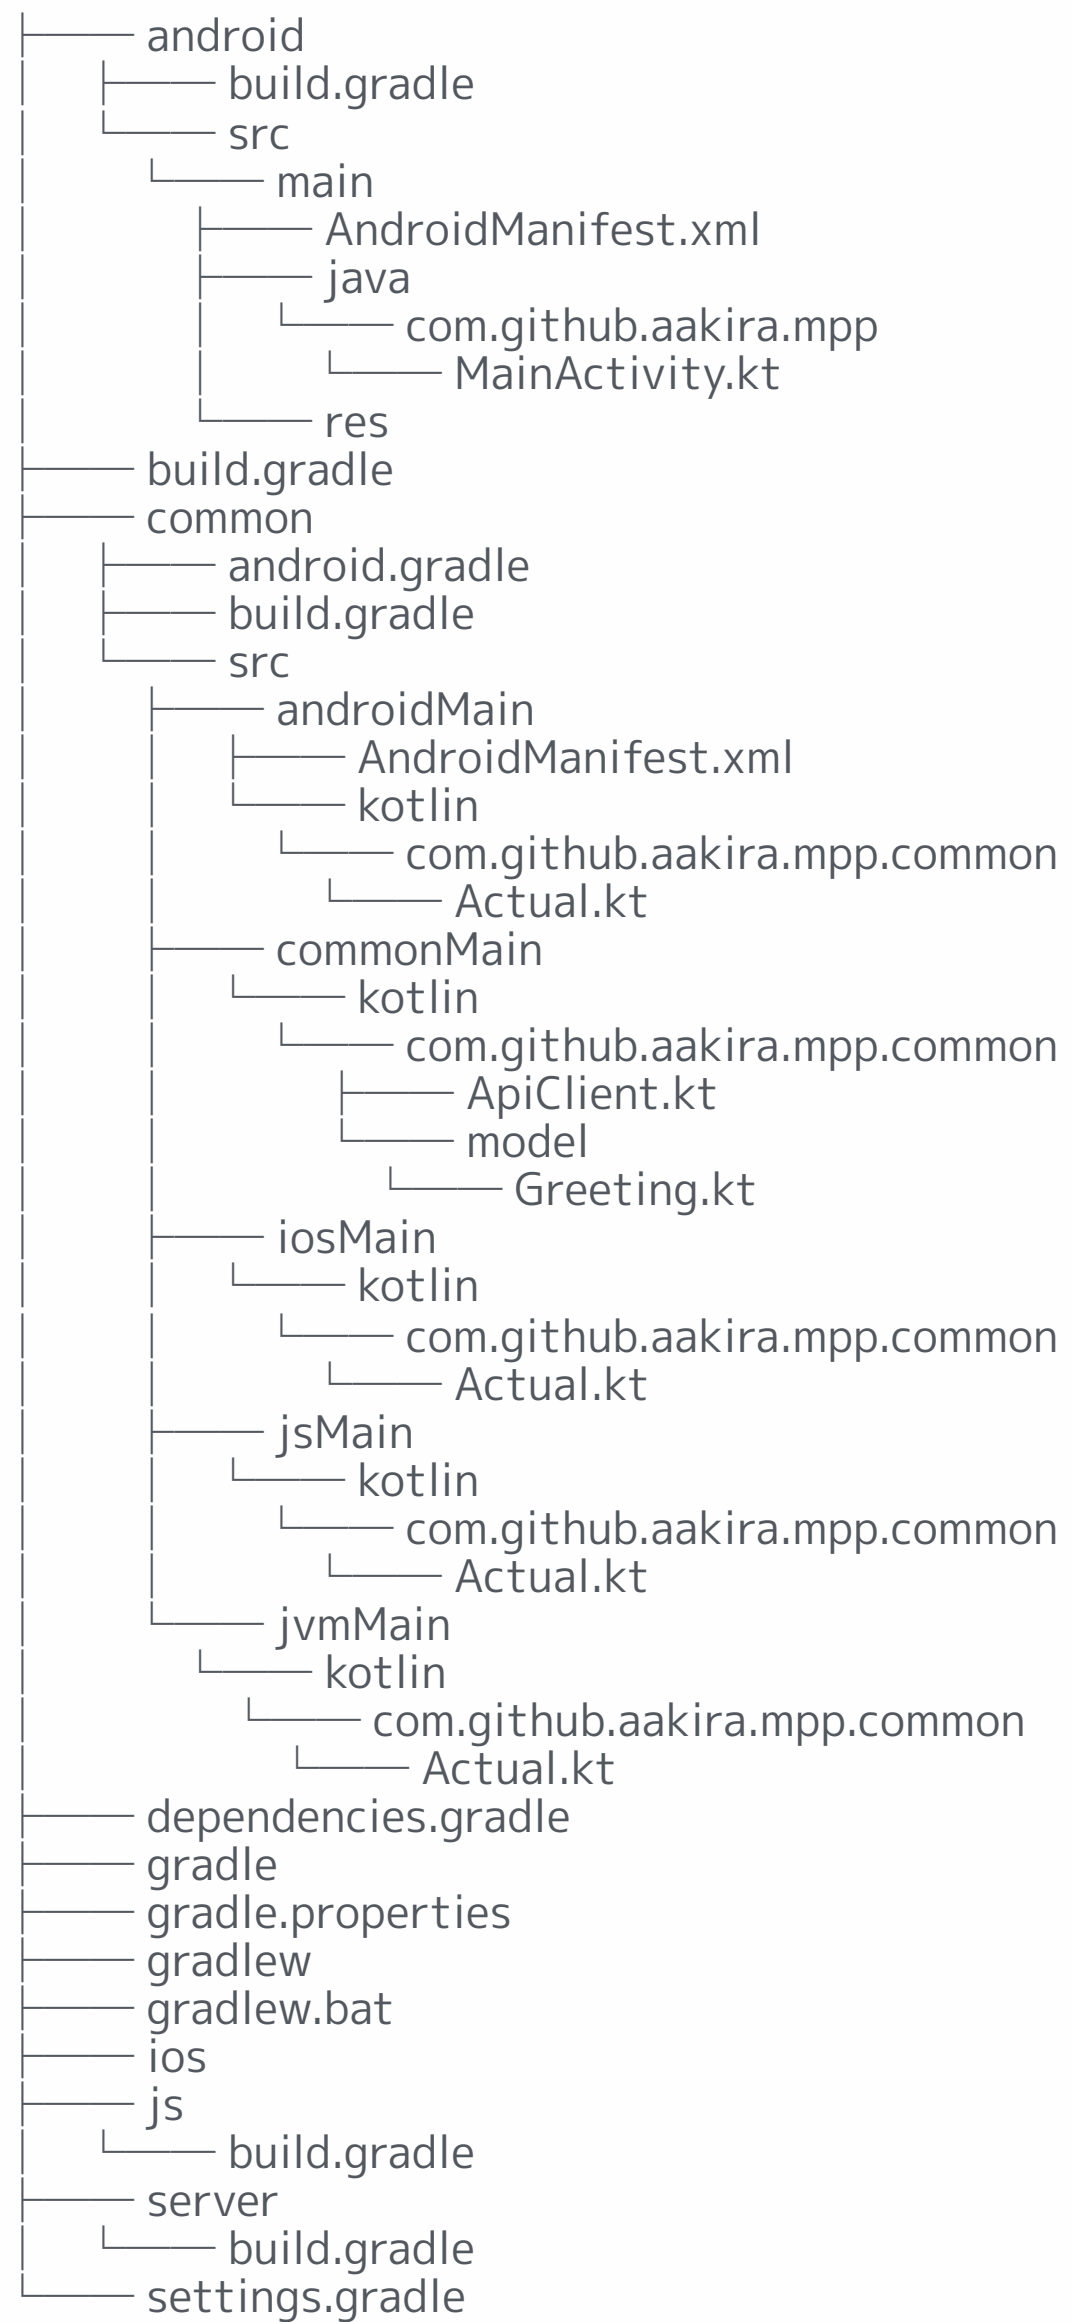 android
build.gradle
src
main
AndroidManifest.xml
java
com.github.aakira.mpp
MainActivity.kt
res
build.gradle
common
android.gradle
build.gradle
src
androidMain
AndroidManifest.xml
kotlin
com.github.aakira.mpp.common
Actual.kt
commonMain
kotlin
com.github.aakira.mpp.common
ApiClient.kt
model
Greeting.kt
iosMain
kotlin
com.github.aakira.mpp.common
Actual.kt
jsMain
kotlin
com.github.aakira.mpp.common
Actual.kt
jvmMain
kotlin
com.github.aakira.mpp.common
Actual.kt
dependencies.gradle
gradle
gradle.properties
gradlew
gradlew.bat
ios
js
build.gradle
server
build.gradle
settings.gradle